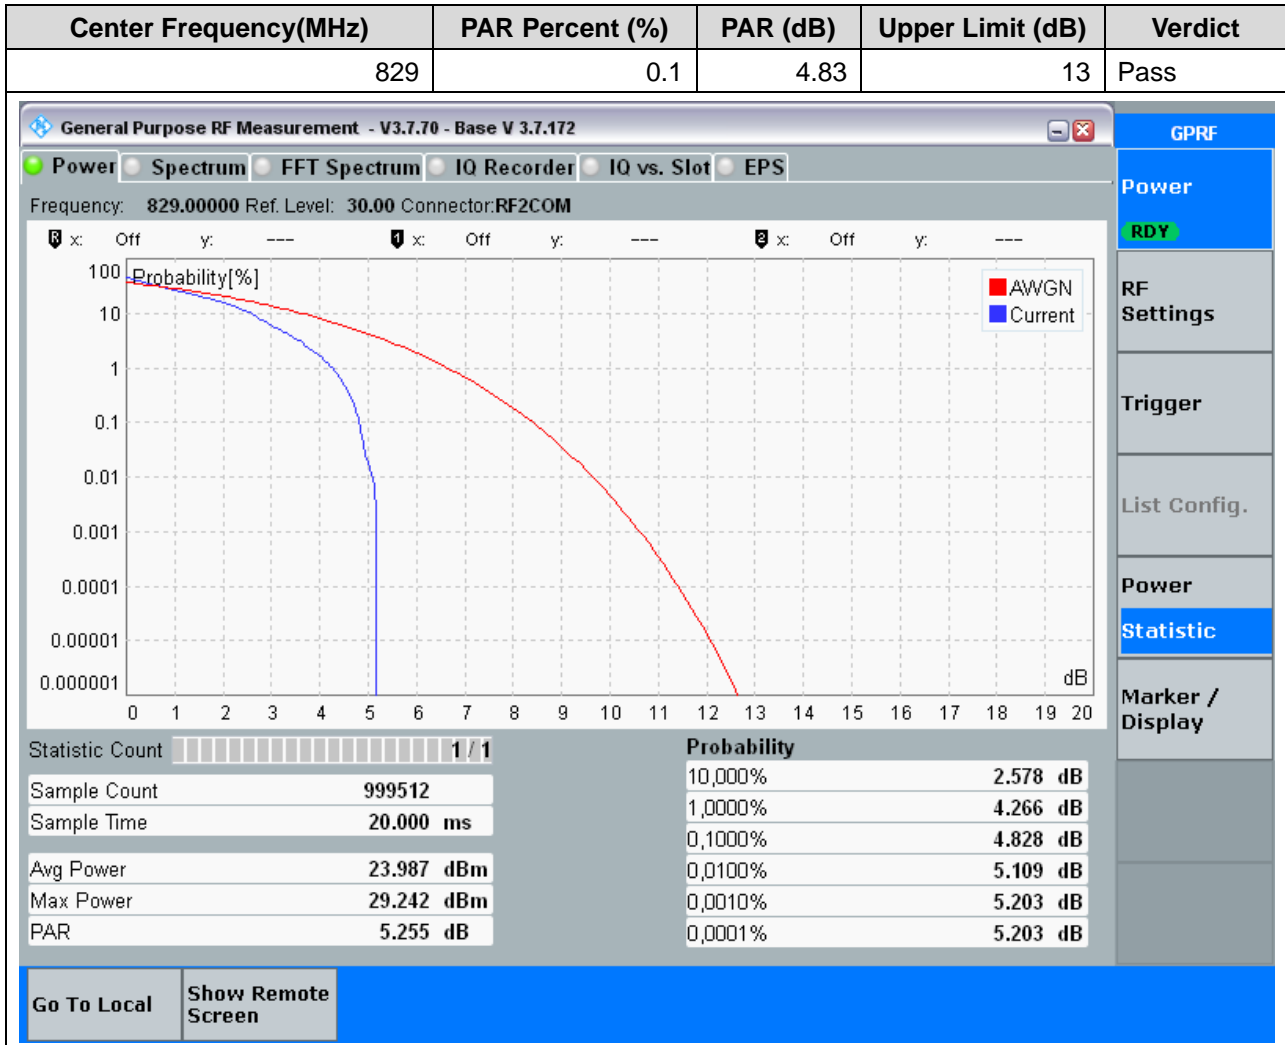 Center Frequency(MHz) PAR Percent (%) PAR (dB) Upper Limit (dB) Verdict
829 0.1 4.83 13 Pass
General Purpose RF Measurement - V3.7.70 - Base V 3.7.172
GPRF
Power Spectrum FFT Spectrum IQ Recorder IQ vs. Slot EPS
Power
RDY
Frequency: 829.00000 Ref. Level: 30.00 Connector:RF2COM
R x: Off y: --- 1 x: Off y: --- 2 x: Off y: ---
Probability[%]
AWGN
Current
100
10
1
0.1
0.01
0.001
0.0001
0.00001
0.000001
dB
0 1 2 3 4 5 6 7 8 9 10 11 12 13 14 15 16 17 18 19 20
RF
Settings
Trigger
List Config.
Power
Statistic
Marker /
Display
Statistic Count 1 / 1
Sample Count 999512
Sample Time 20.000 ms
Avg Power 23.987 dBm
Max Power 29.242 dBm
PAR 5.255 dB
Probability
10,000% 2.578 dB
1,0000% 4.266 dB
0,1000% 4.828 dB
0,0100% 5.109 dB
0,0010% 5.203 dB
0,0001% 5.203 dB
Go To Local
Show Remote
Screen